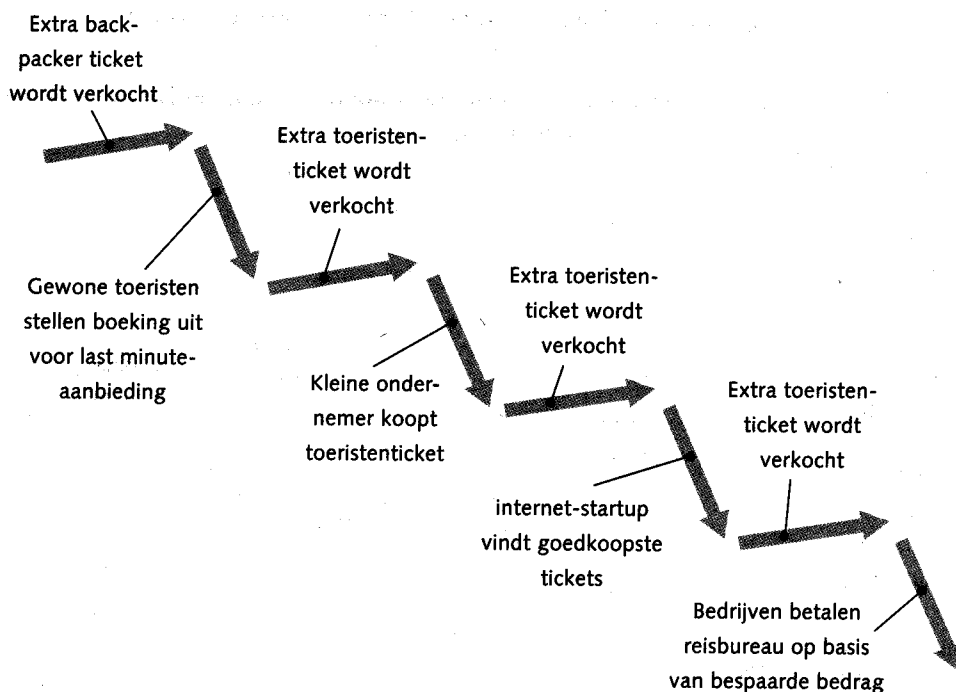 Extra back-
packer ticket
wordt verkocht
Extra toeristen-
ticket wordt
verkocht
Gewone toeristen
stellen boeking uit
voor last minute-
aanbieding
Extra toeristen-
ticket wordt
verkocht
Kleine onder-
nemer koopt
toeristenticket
Extra toeristen-
ticket wordt
verkocht
internet-startup
vindt goedkoopste
tickets
Bedrijven betalen
reisbureau op basis
van bespaarde bedrag